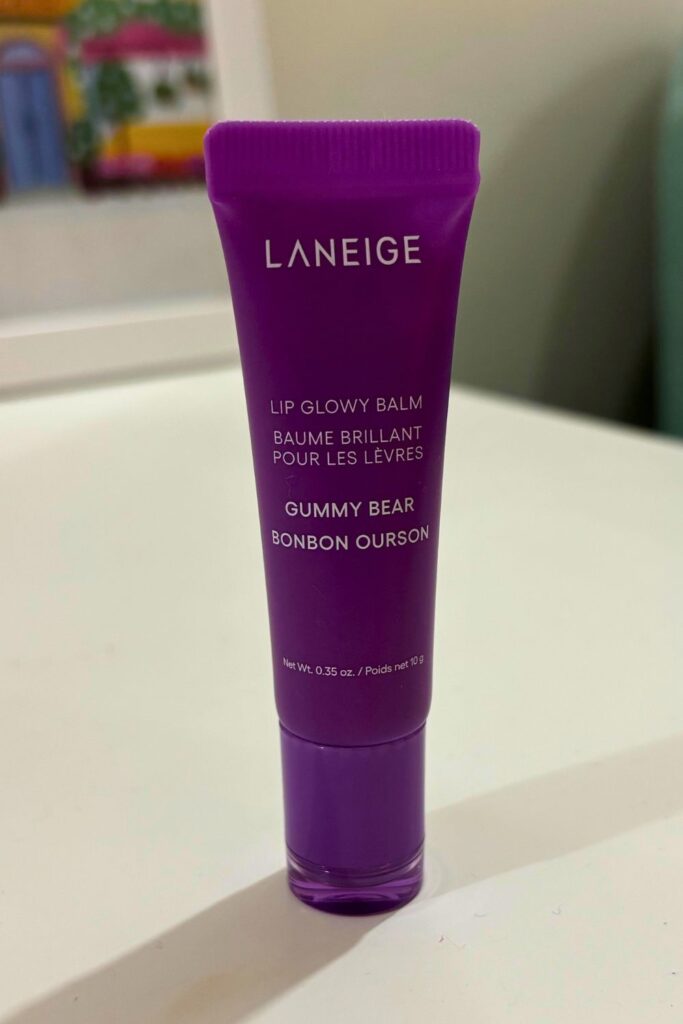 LANEIGE
LIP GLOWY BALM
BAUME BRILLANT
POUR LES LÈVRES
GUMMY BEAR
BONBON OURSON
Net Wt. 0.35 oz. / Poids net 10 g